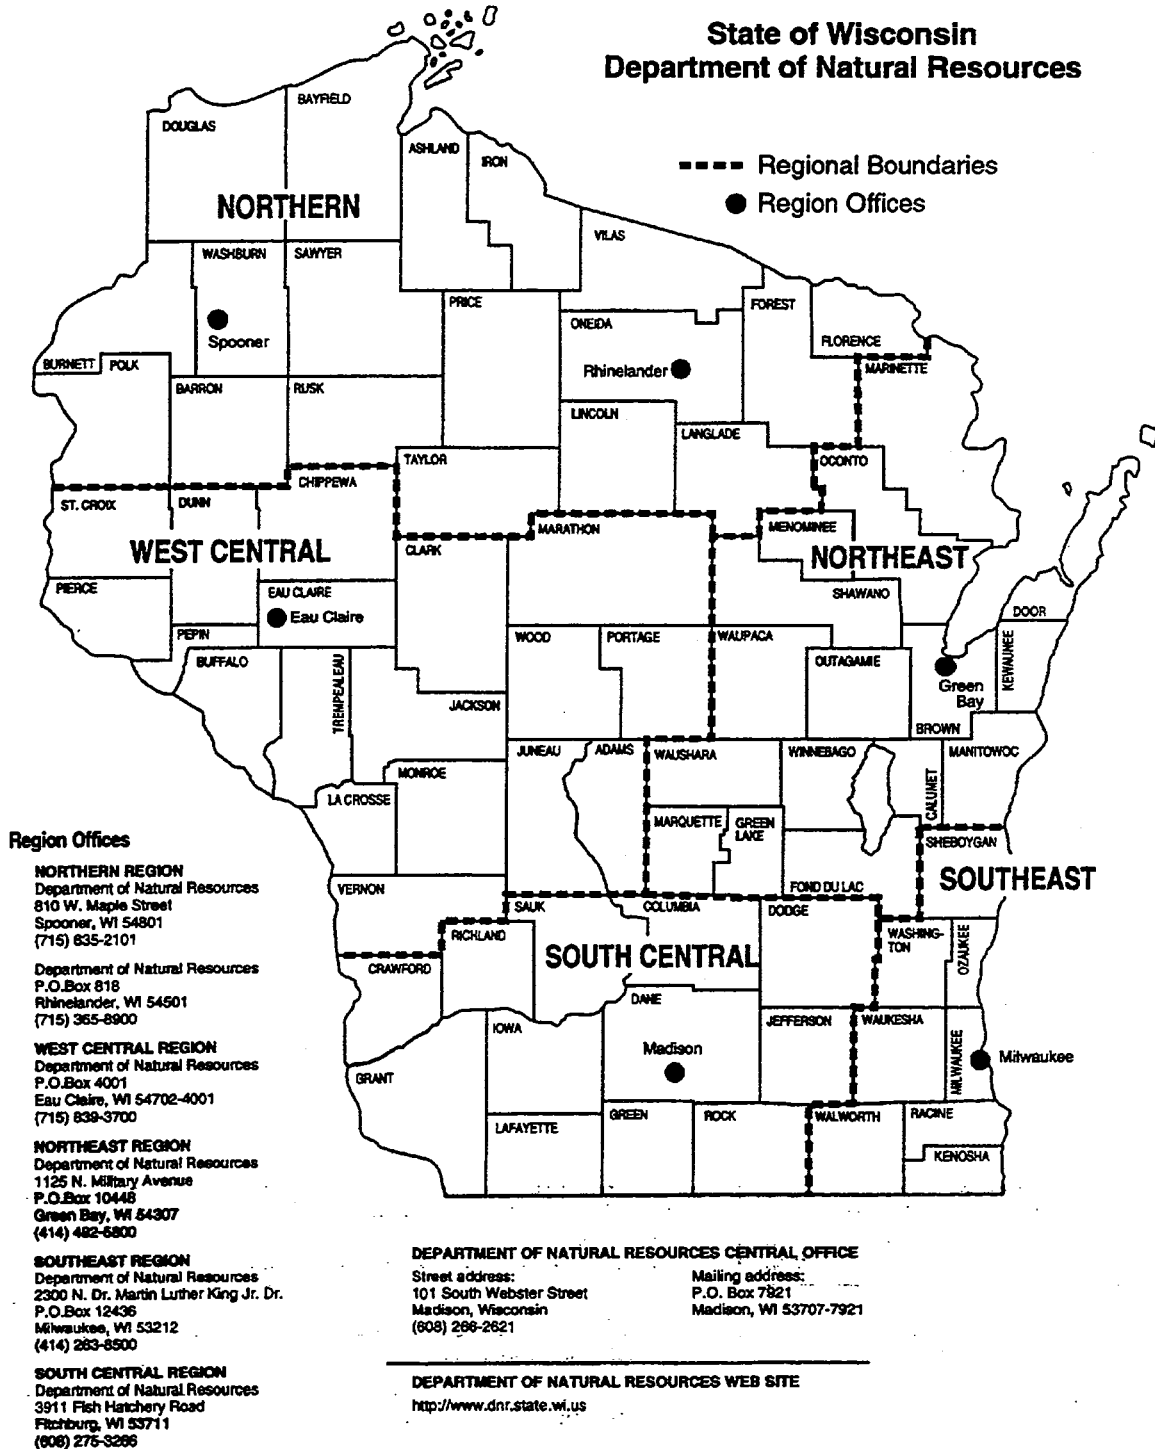 State of Wisconsin
Department of Natural Resources
Regional Boundaries
Region Offices
BAYFIELD
DOUGLAS
ASHLAND
IRON
NORTHERN
VILAS
WASHBURN
SAWYER
PRICE
FOREST
ONEIDA
Spooner
FLORENCE
BURNETT
POLK
Rhinelander
MARINETTE
BARRON
RUSK
LINCOLN
LANGLADE
TAYLOR
OCONTO
CHIPPEWA
ST. CROIX
DUNN
MARATHON
MENOMINEE
WEST CENTRAL
CLARK
NORTHEAST
PIERCE
EAU CLAIRE
SHAWANO
Eau Claire
DOOR
PEPIN
WOOD
PORTAGE
WAUPACA
BUFFALO
OUTAGAMIE
KEWAUNEE
TREMPEALEAU
Green
Bay
JACKSON
BROWN
JUNEAU
ADAMS
WAUSHARA
WINNEBAGO
MANITOWOC
MONROE
CALUMET
LA CROSSE
MARQUETTE
GREEN
LAKE
SHEBOYGAN
VERNON
FOND DU LAC
SOUTHEAST
SAUK
COLUMBIA
DODGE
RICHLAND
WASHING-
TON
OZAUKEE
SOUTH CENTRAL
CRAWFORD
DANE
IOWA
JEFFERSON
WAUKESHA
Madison
MILWAUKEE
Milwaukee
GRANT
LAFAYETTE
GREEN
ROCK
WALWORTH
RACINE
KENOSHA
Region Offices
NORTHERN REGION
Department of Natural Resources
810 W. Maple Street
Spooner, WI 54801
(715) 635-2101
Department of Natural Resources
P.O.Box 818
Rhinelander, WI 54501
(715) 365-8900
WEST CENTRAL REGION
Department of Natural Resources
P.O.Box 4001
Eau Claire, WI 54702-4001
(715) 839-3700
NORTHEAST REGION
Department of Natural Resources
1125 N. Military Avenue
P.O.Box 10448
Green Bay, WI 54307
(414) 492-5800
SOUTHEAST REGION
Department of Natural Resources
2300 N. Dr. Martin Luther King Jr. Dr.
P.O.Box 12436
Milwaukee, WI 53212
(414) 263-8500
SOUTH CENTRAL REGION
Department of Natural Resources
3911 Fish Hatchery Road
Fitchburg, WI 53711
(608) 275-3266
DEPARTMENT OF NATURAL RESOURCES CENTRAL OFFICE
Street address:
101 South Webster Street
Madison, Wisconsin
(608) 266-2621
Mailing address:
P.O. Box 7921
Madison, WI 53707-7921
DEPARTMENT OF NATURAL RESOURCES WEB SITE
http://www.dnr.state.wi.us